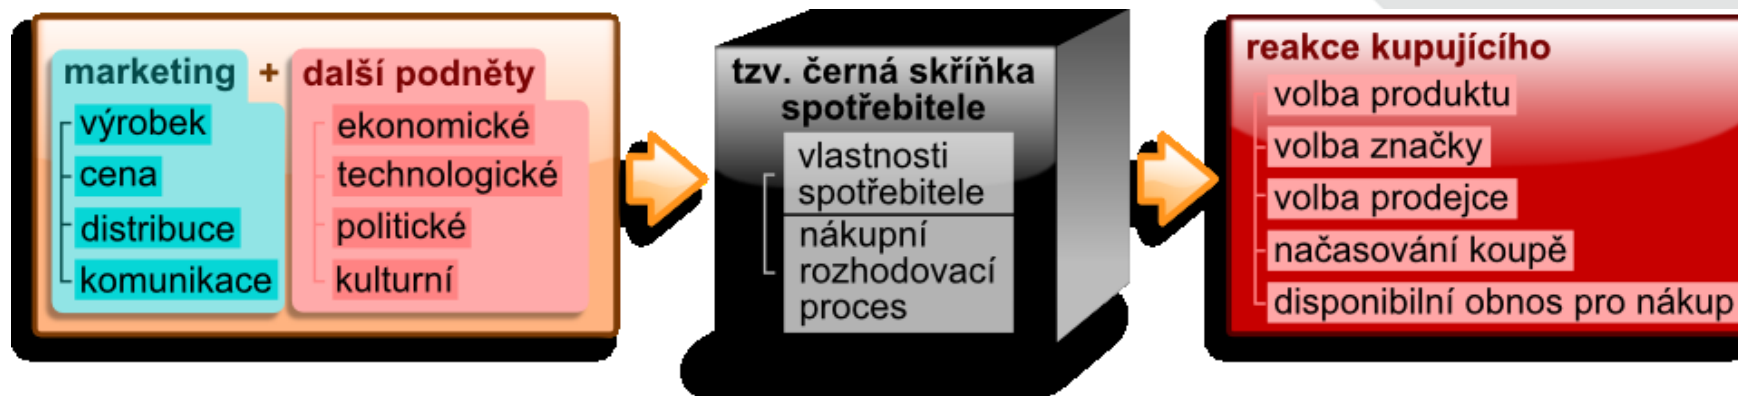 marketing + další podněty
výrobek
cena
distribuce
komunikace
ekonomické
technologické
politické
kulturní
tzv. černá skříňka
spotřebitele
vlastnosti
spotřebitele
nákupní
rozhodovací
proces
reakce kupujícího
volba produktu
volba značky
volba prodejce
načasování koupě
disponibilní obnos pro nákup